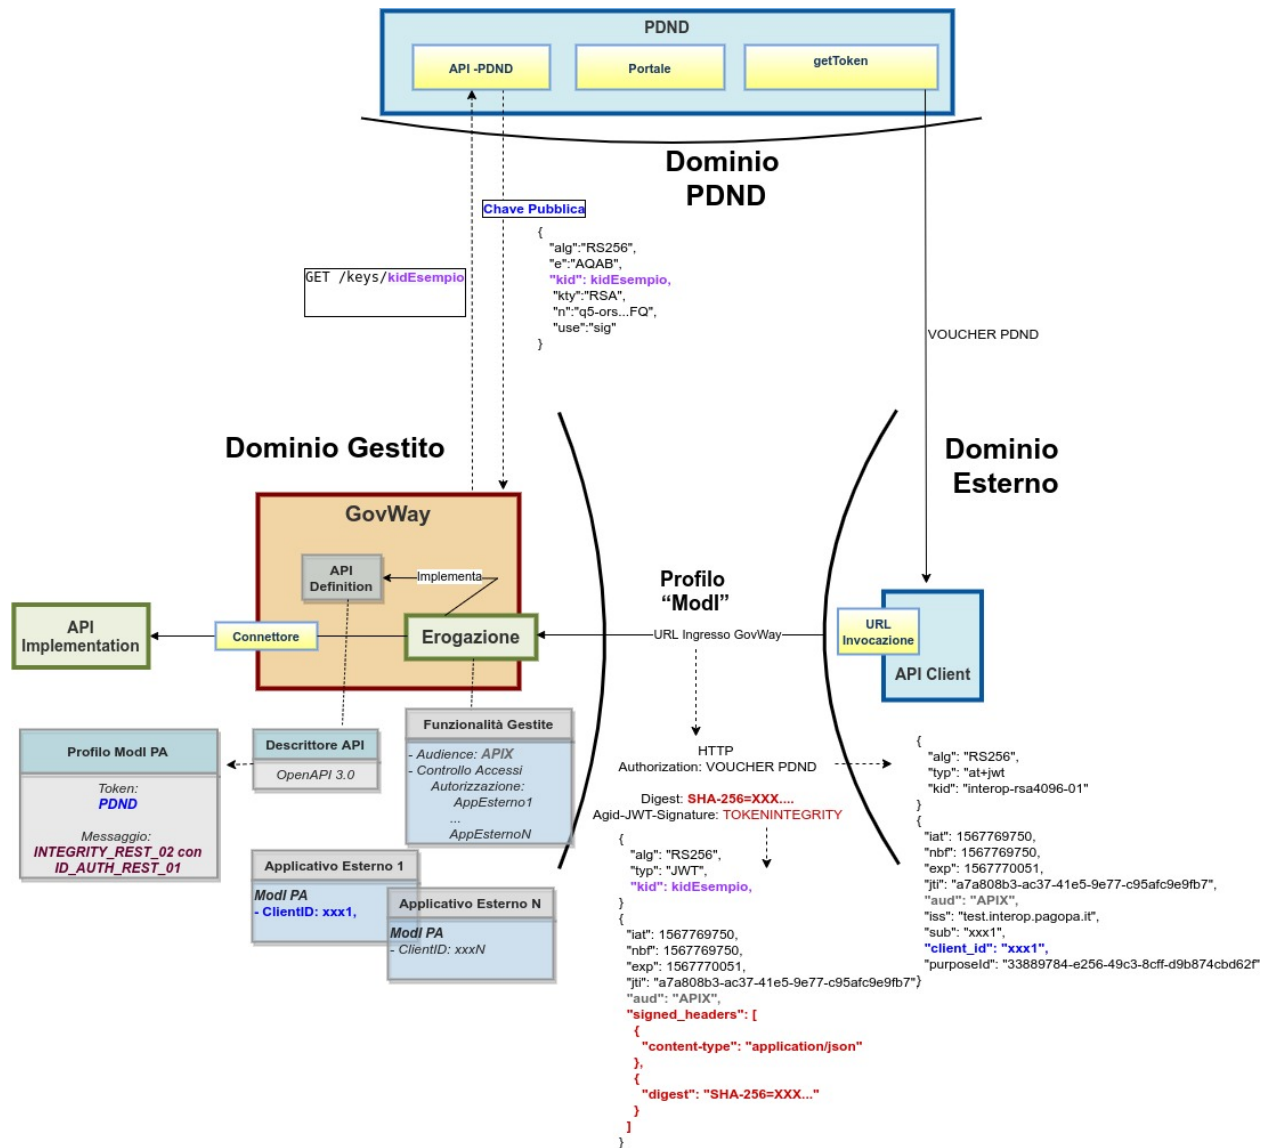 PDND
API -PDND
Portale
getToken
Dominio
PDND
Chave Pubblica
{
"alg":"RS256",
"e":"AQAB",
"kid": kidEsempio,
"kty":"RSA",
"n":"q5-ors...FQ",
"use":"sig"
}
GET /keys/kidEsempio
VOUCHER PDND
Dominio Gestito
Dominio
Esterno
GovWay
API
Definition
Implementa
API
Implementation
Connettore
Erogazione
Profilo
“ModI”
URL Ingresso GovWay
URL
Invocazione
API Client
Profilo ModI PA
Token:
PDND
Messaggio:
INTEGRITY_REST_02 con
ID_AUTH_REST_01
Descrittore API
OpenAPI 3.0
Funzionalità Gestite
- Audience: APIX
- Controllo Accessi
Autorizzazione:
AppEsterno1
...
AppEsternoN
Applicativo Esterno 1
ModI PA
- ClientID: xxx1,
Applicativo Esterno N
ModI PA
- ClientID: xxxN
HTTP
Authorization: VOUCHER PDND
Digest: SHA-256=XXX....
Agid-JWT-Signature: TOKENINTEGRITY
{
"alg": "RS256",
"typ": "JWT",
"kid": kidEsempio,
}
{
"iat": 1567769750,
"nbf": 1567769750,
"exp": 1567770051,
"jti": "a7a808b3-ac37-41e5-9e77-c95afc9e9fb7",
"aud": "APIX",
"signed_headers": [
{
"content-type": "application/json"
},
{
"digest": "SHA-256=XXX..."
}
]
}
{
"alg": "RS256",
"typ": "at+jwt
"kid": "interop-rsa4096-01"
}
{
"iat": 1567769750,
"nbf": 1567769750,
"exp": 1567770051,
"jti": "a7a808b3-ac37-41e5-9e77-c95afc9e9fb7",
"aud": "APIX",
"iss": "test.interop.pagopa.it",
"sub": "xxx1",
"client_id": "xxx1",
"purposeId": "33889784-e256-49c3-8cff-d9b874cbd62f"
}